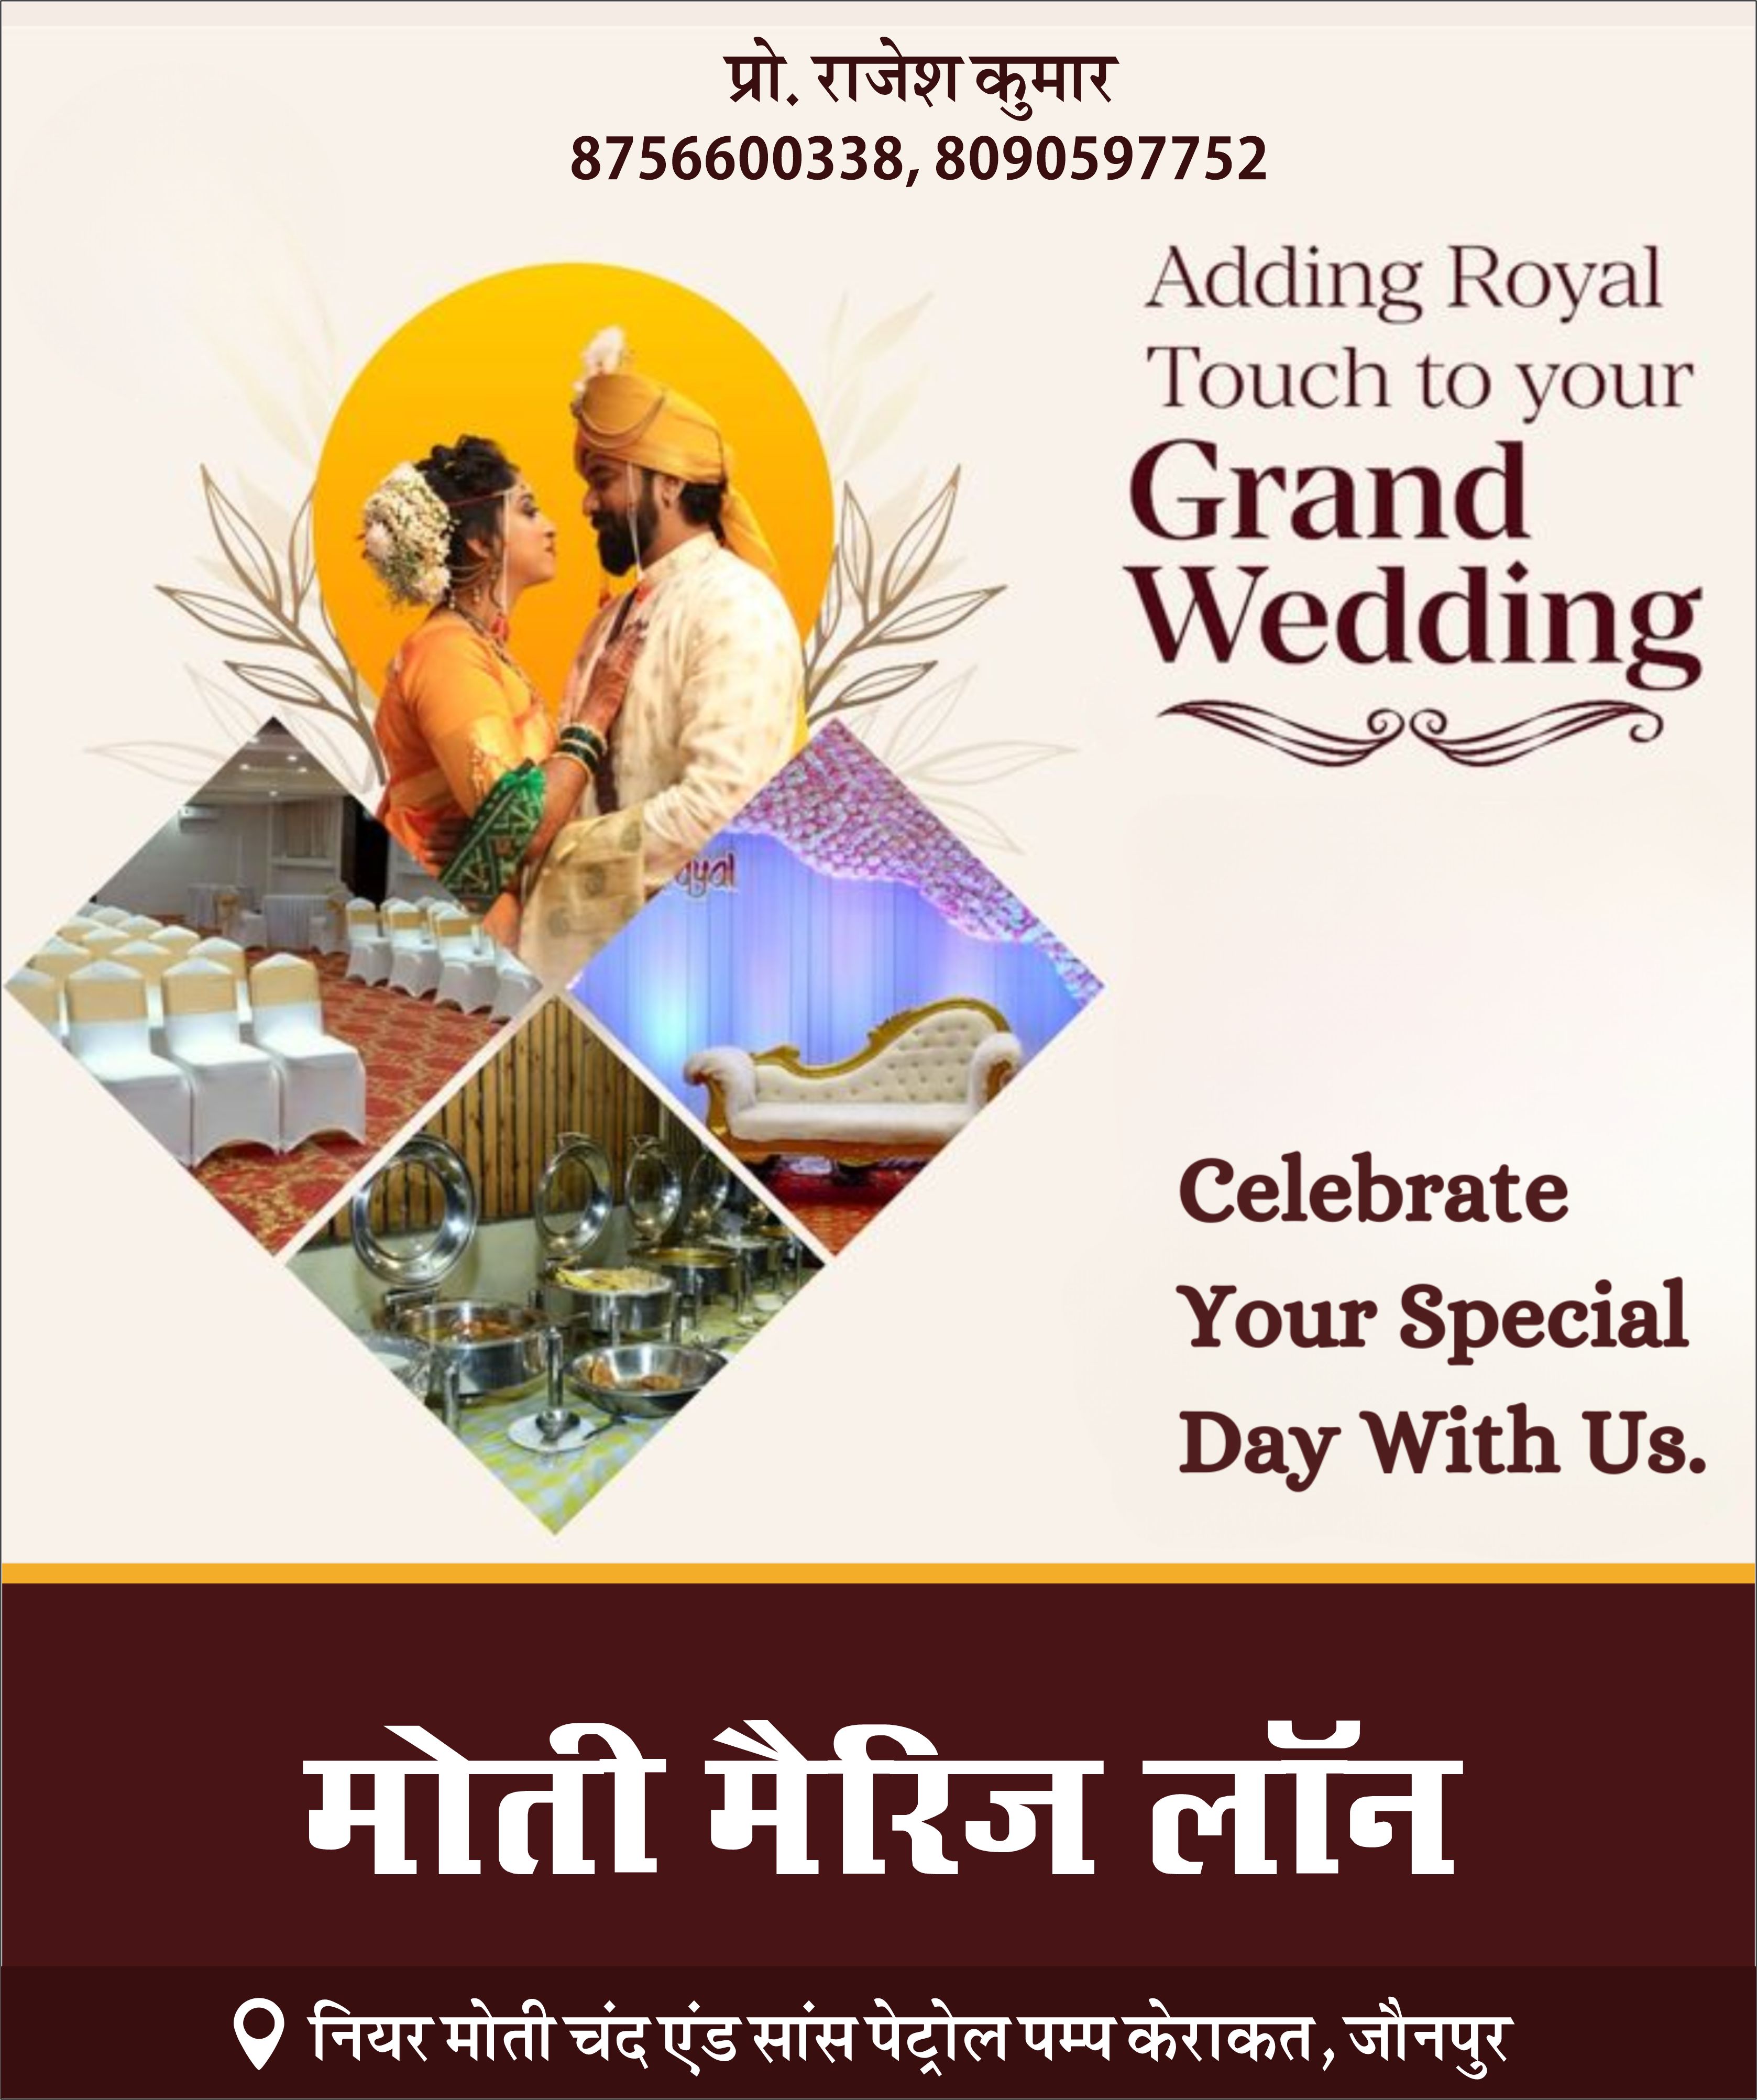 प्रो. राजेश कुमार
8756600338, 8090597752
Adding Royal
Touch to your
Grand
Wedding
Celebrate
Your Special
Day With Us.
मोती मैरिज लॉन
नियर मोती चंद एंड सांस पेट्रोल पम्प केराकत, जौनपुर